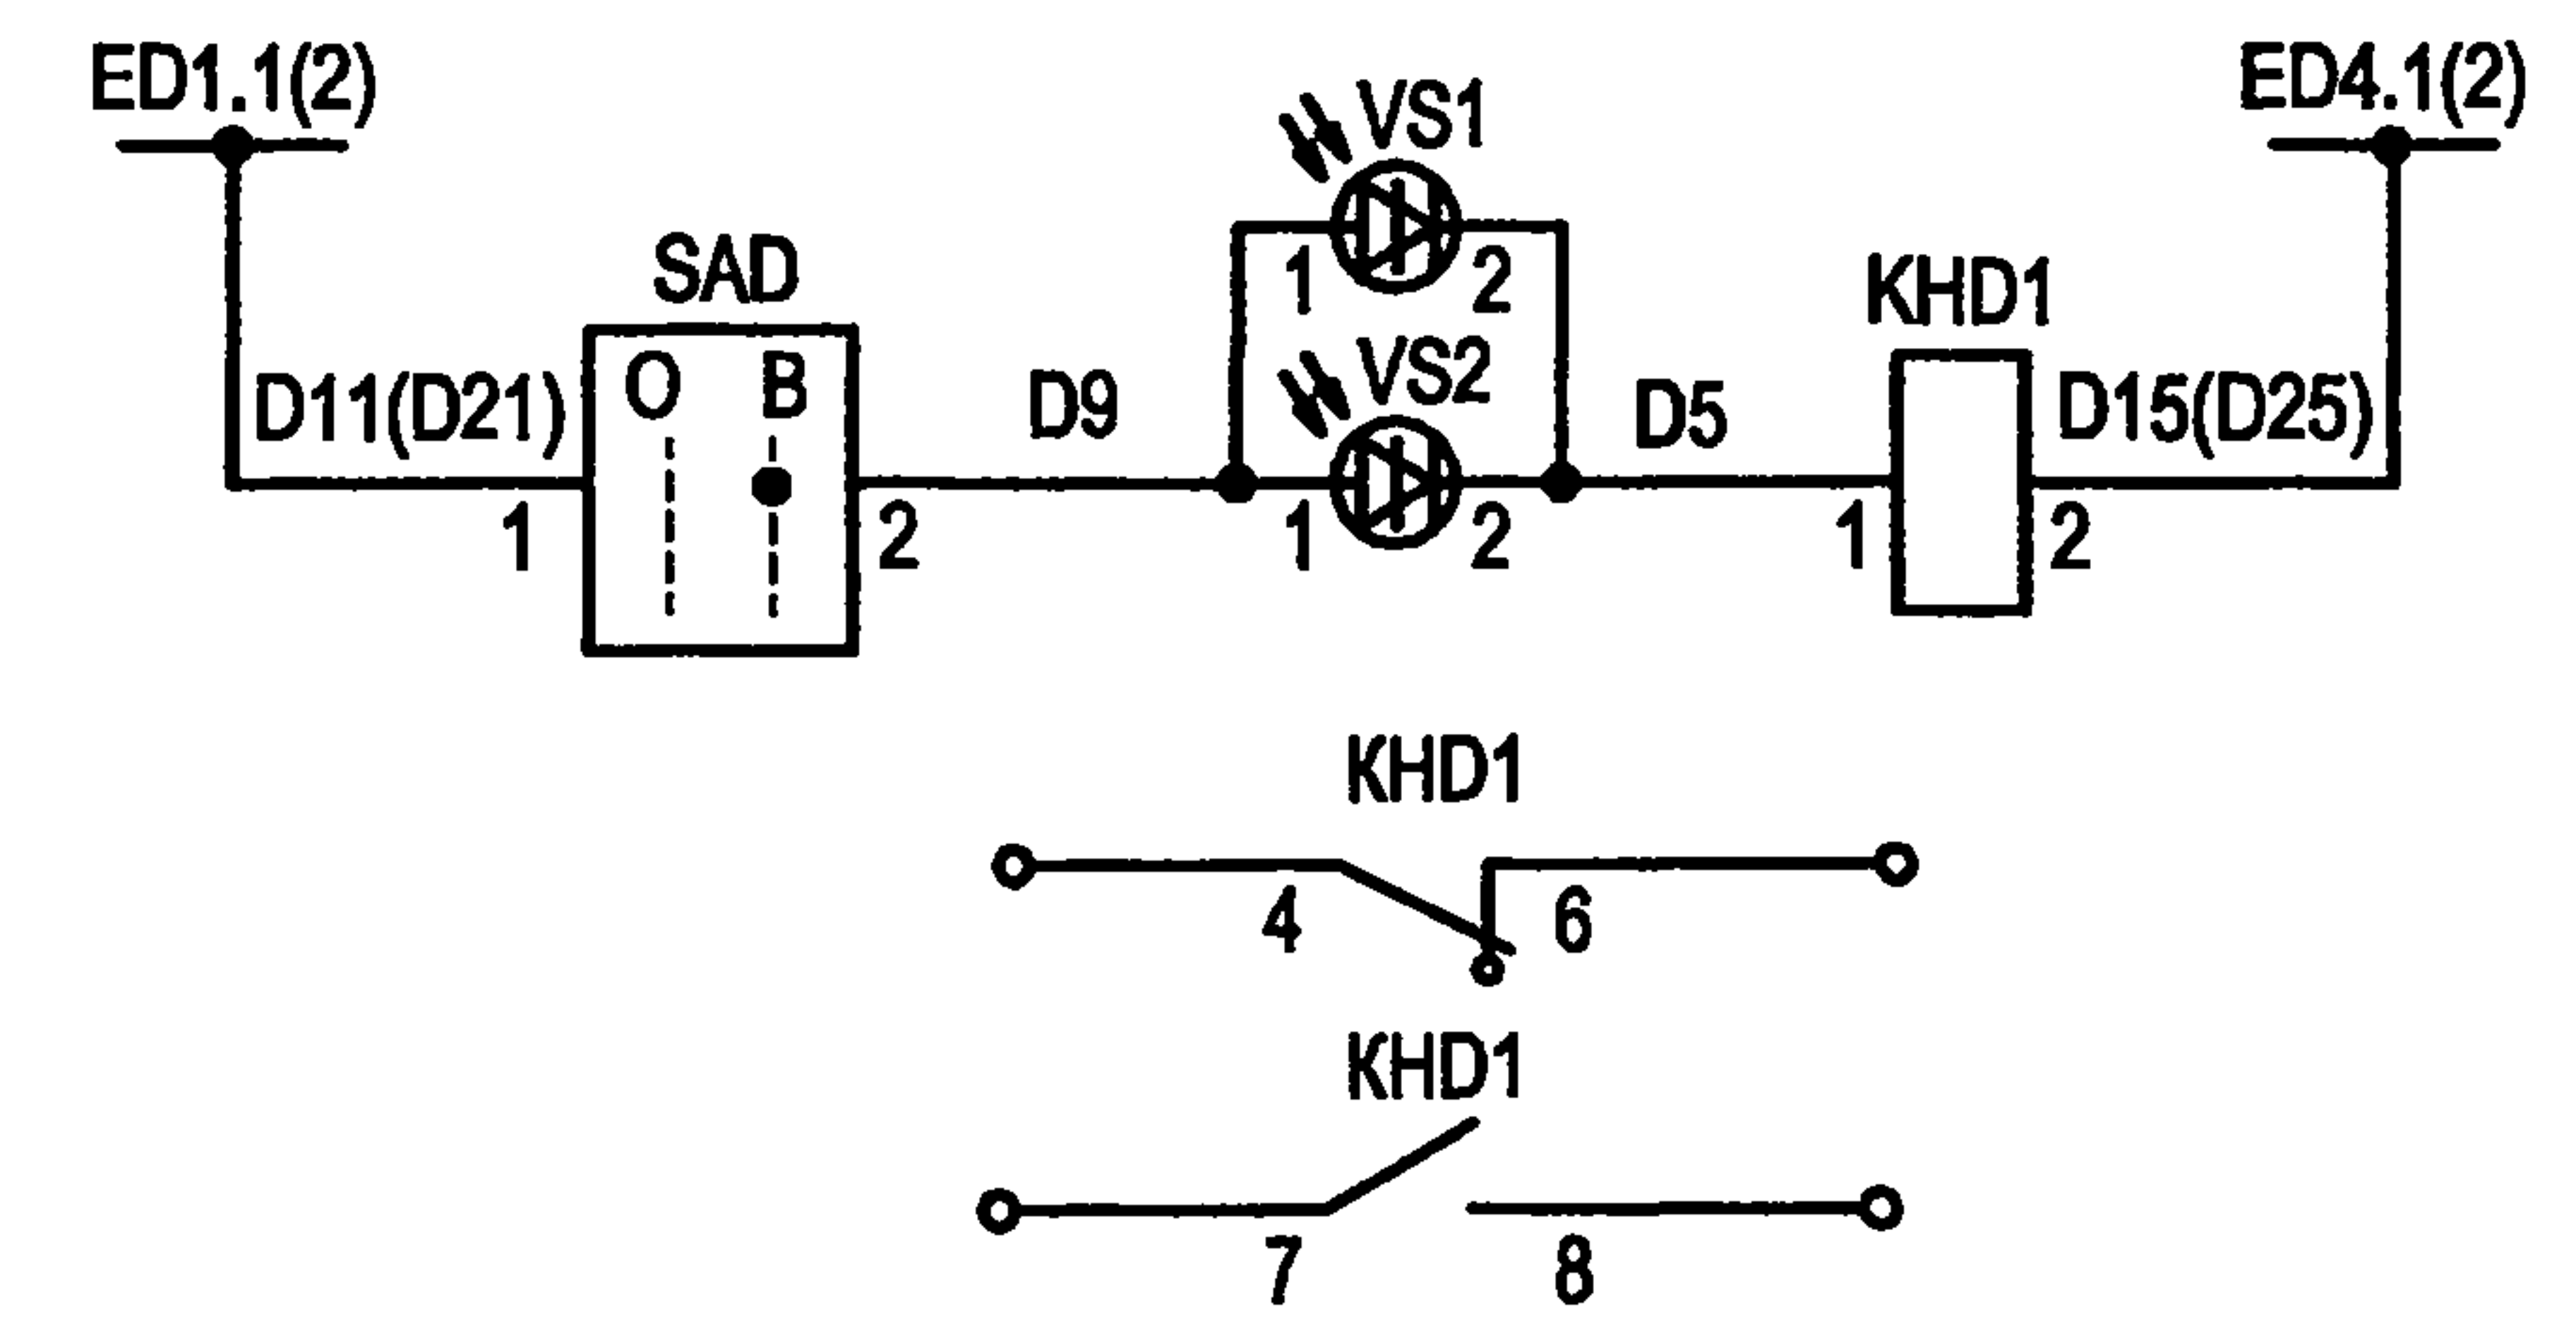 ED1.1(2)
ED4.1(2)
VS1
SAD
1
2
KHD1
O
B
VS2
D11(D21)
D9
D5
D15(D25)
1
2
1
2
1
2
KHD1
4
6
KHD1
7
8